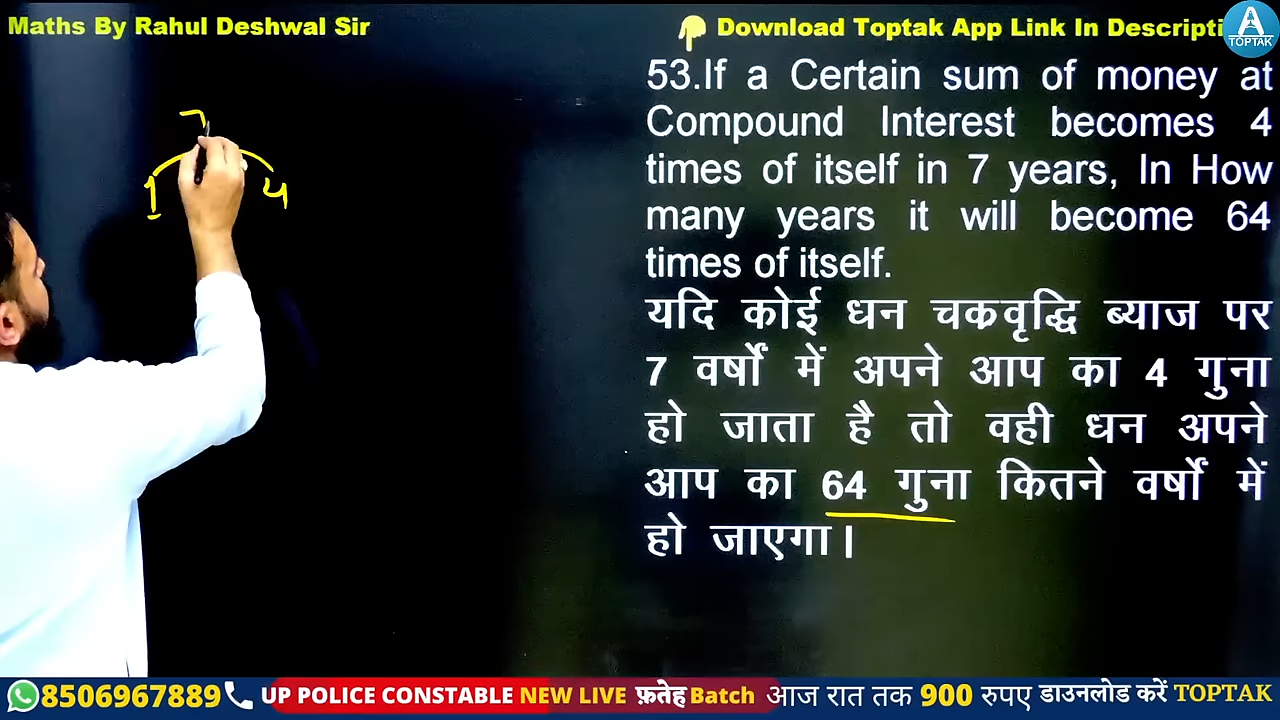 Maths By Rahul Deshwal Sir
Download Toptak App Link In Descripti
TOPTAK
53.If a Certain sum of money at
Compound Interest becomes 4
times of itself in 7 years, In How
many years it will become 64
times of itself.
यदि कोई धन चक्रवृद्धि ब्याज पर
7 वर्षों में अपने आप का 4 गुना
हो जाता है तो वही धन अपने
आप का 64 गुना कितने वर्षों में
हो जाएगा।
7
1 4
8506967889 UP POLICE CONSTABLE NEW LIVE फ़तेह Batch आज रात तक 900 रुपए डाउनलोड करें TOPTAK